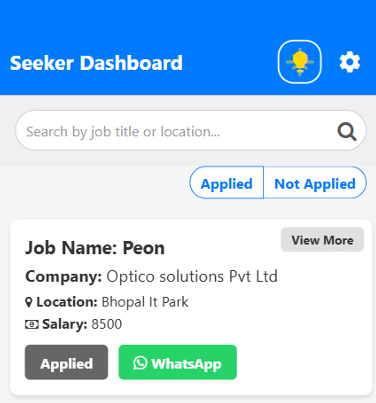 Seeker Dashboard
Search by job title or location...
Applied Not Applied
View More
Job Name: Peon
Company: Optico solutions Pvt Ltd
Location: Bhopal It Park
Salary: 8500
Applied WhatsApp